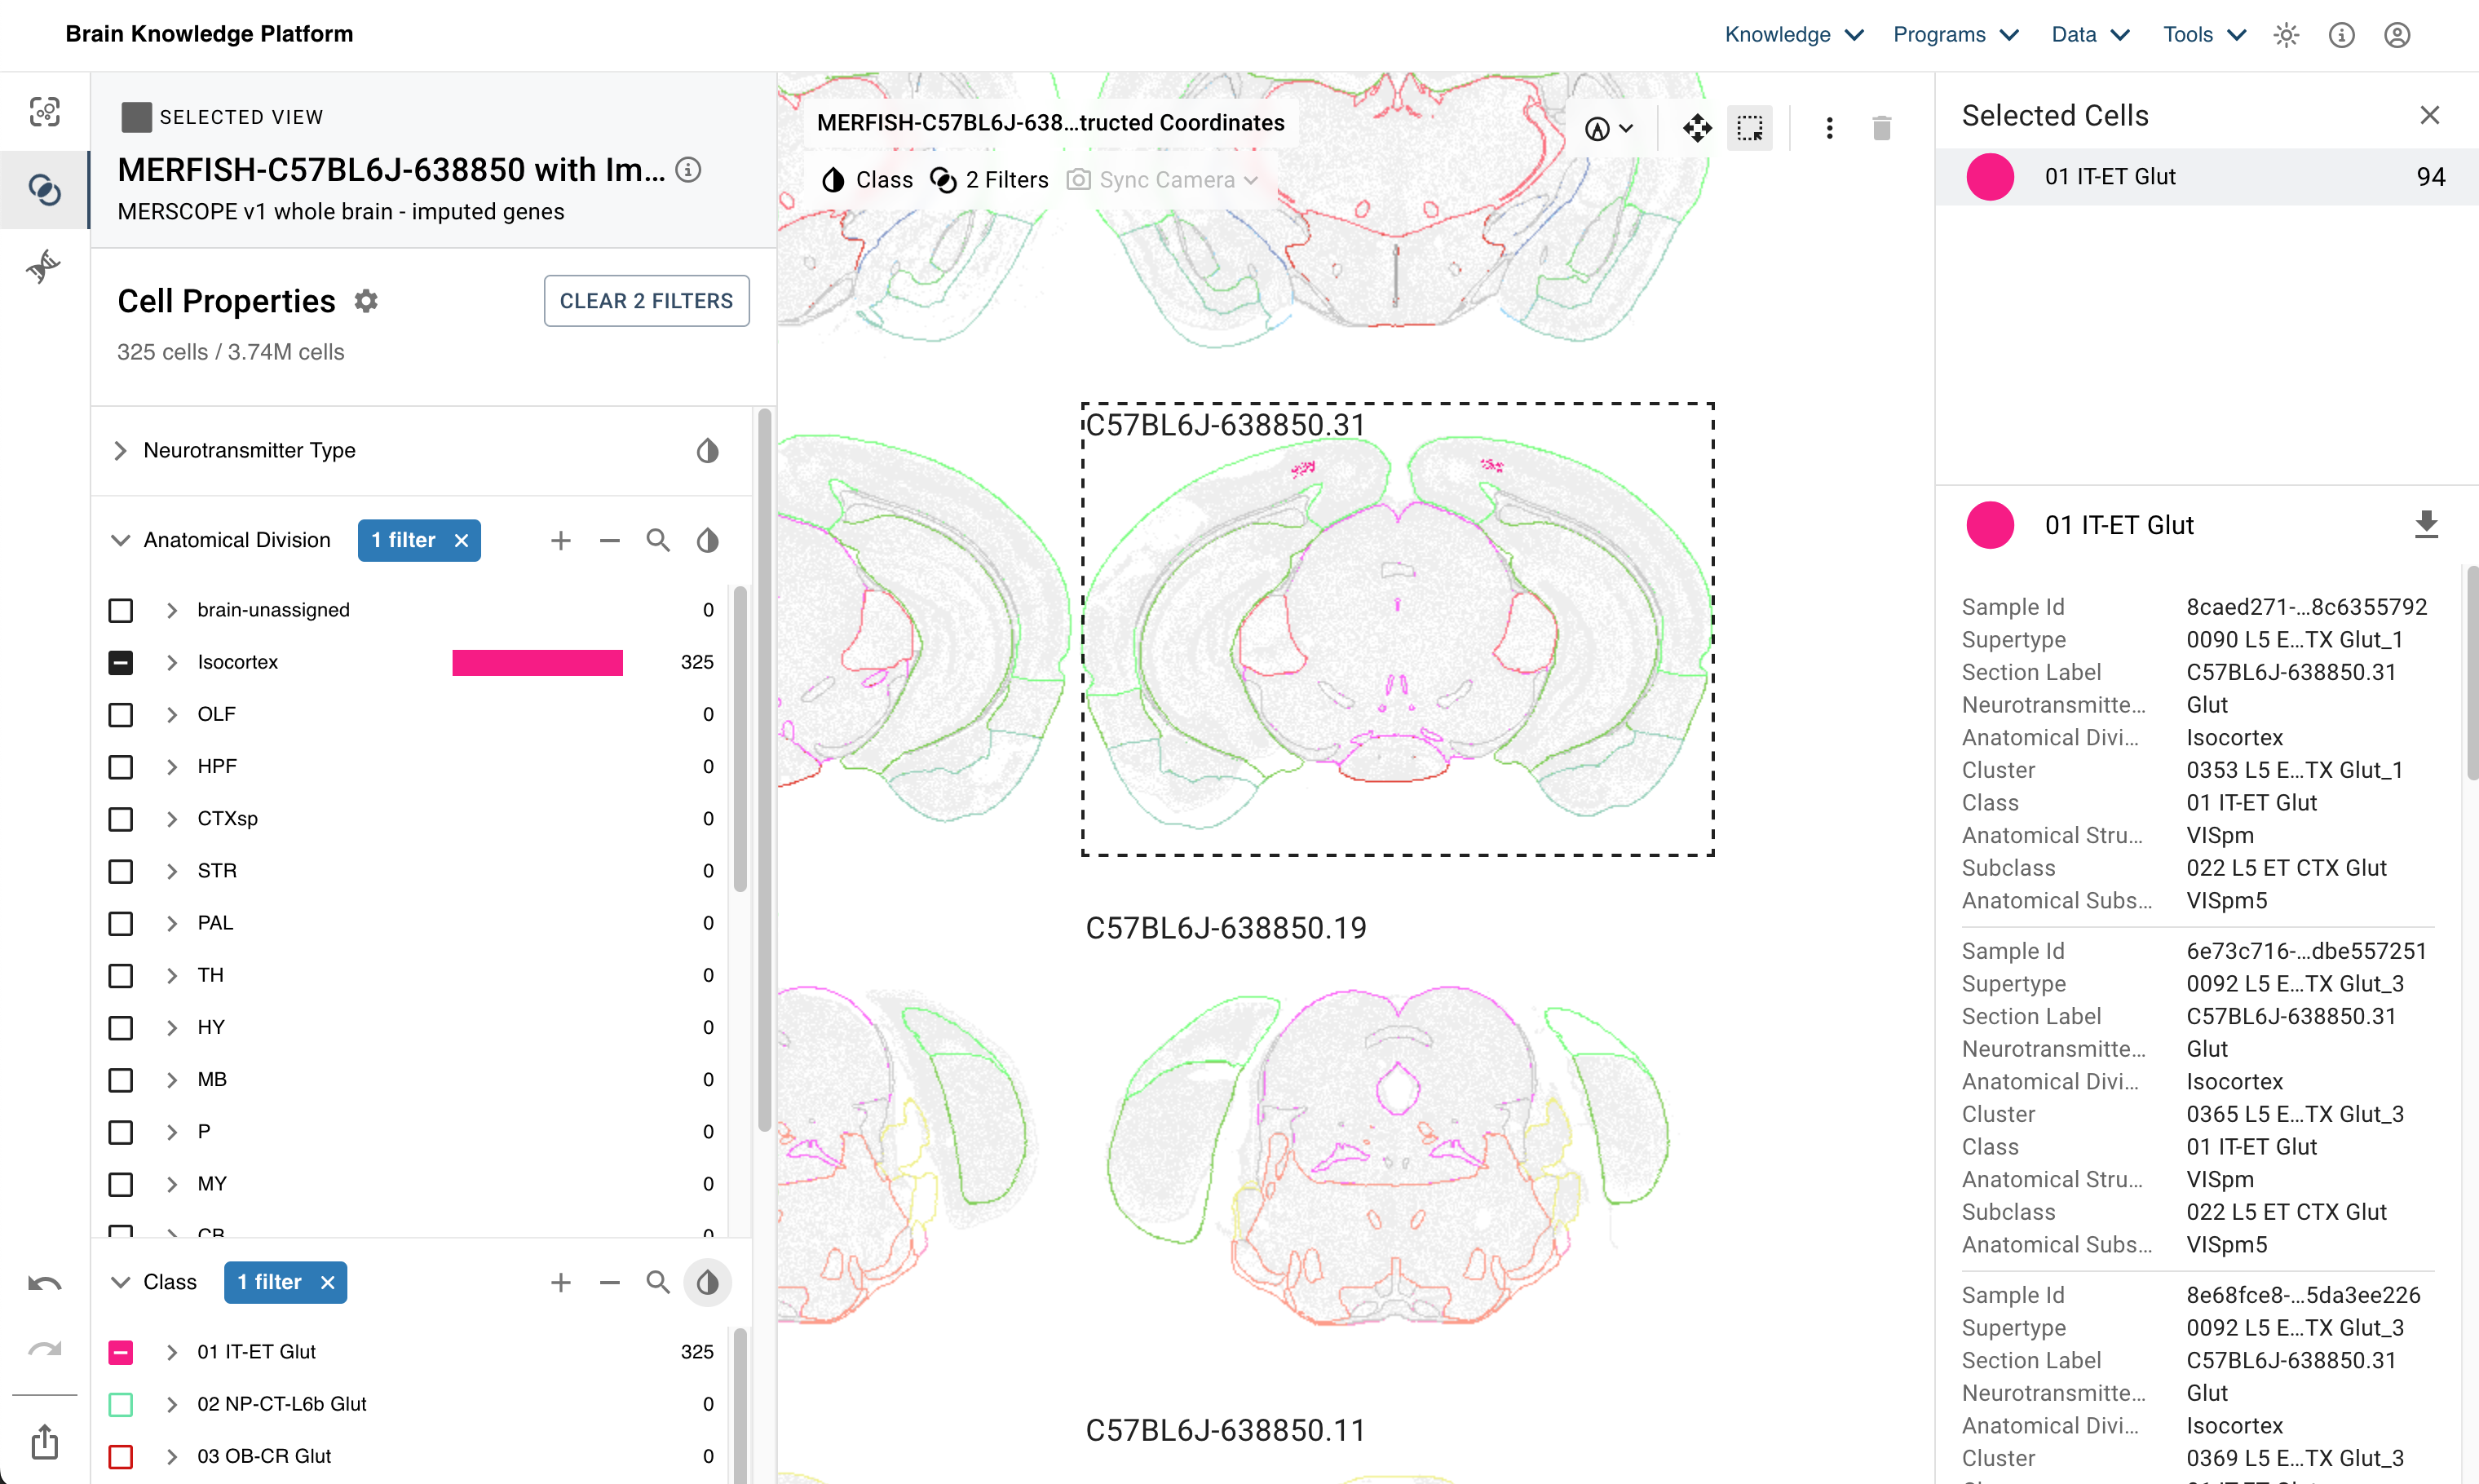 Brain Knowledge Platform
Knowledge Programs Data Tools
SELECTED VIEW
MERFISH-C57BL6J-638850 with Im...
MERSCOPE v1 whole brain - imputed genes
Cell Properties
CLEAR 2 FILTERS
325 cells / 3.74M cells
Neurotransmitter Type
Anatomical Division 1 filter
brain-unassigned 0
Isocortex 325
OLF 0
HPF 0
CTXsp 0
STR 0
PAL 0
TH 0
HY 0
MB 0
P 0
MY 0
CB 0
Class 1 filter
01 IT-ET Glut 325
02 NP-CT-L6b Glut 0
03 OB-CR Glut 0
MERFISH-C57BL6J-638...tructed Coordinates
Class 2 Filters Sync Camera
C57BL6J-638850.31
C57BL6J-638850.19
C57BL6J-638850.11
Selected Cells
01 IT-ET Glut 94
01 IT-ET Glut
Sample Id 8caed271-...8c6355792
Supertype 0090 L5 E...TX Glut_1
Section Label C57BL6J-638850.31
Neurotransmitte... Glut
Anatomical Divi... Isocortex
Cluster 0353 L5 E...TX Glut_1
Class 01 IT-ET Glut
Anatomical Stru... VISpm
Subclass 022 L5 ET CTX Glut
Anatomical Subs... VISpm5
Sample Id 6e73c716-...dbe557251
Supertype 0092 L5 E...TX Glut_3
Section Label C57BL6J-638850.31
Neurotransmitte... Glut
Anatomical Divi... Isocortex
Cluster 0365 L5 E...TX Glut_3
Class 01 IT-ET Glut
Anatomical Stru... VISpm
Subclass 022 L5 ET CTX Glut
Anatomical Subs... VISpm5
Sample Id 8e68fce8-...5da3ee226
Supertype 0092 L5 E...TX Glut_3
Section Label C57BL6J-638850.31
Neurotransmitte... Glut
Anatomical Divi... Isocortex
Cluster 0369 L5 E...TX Glut_3